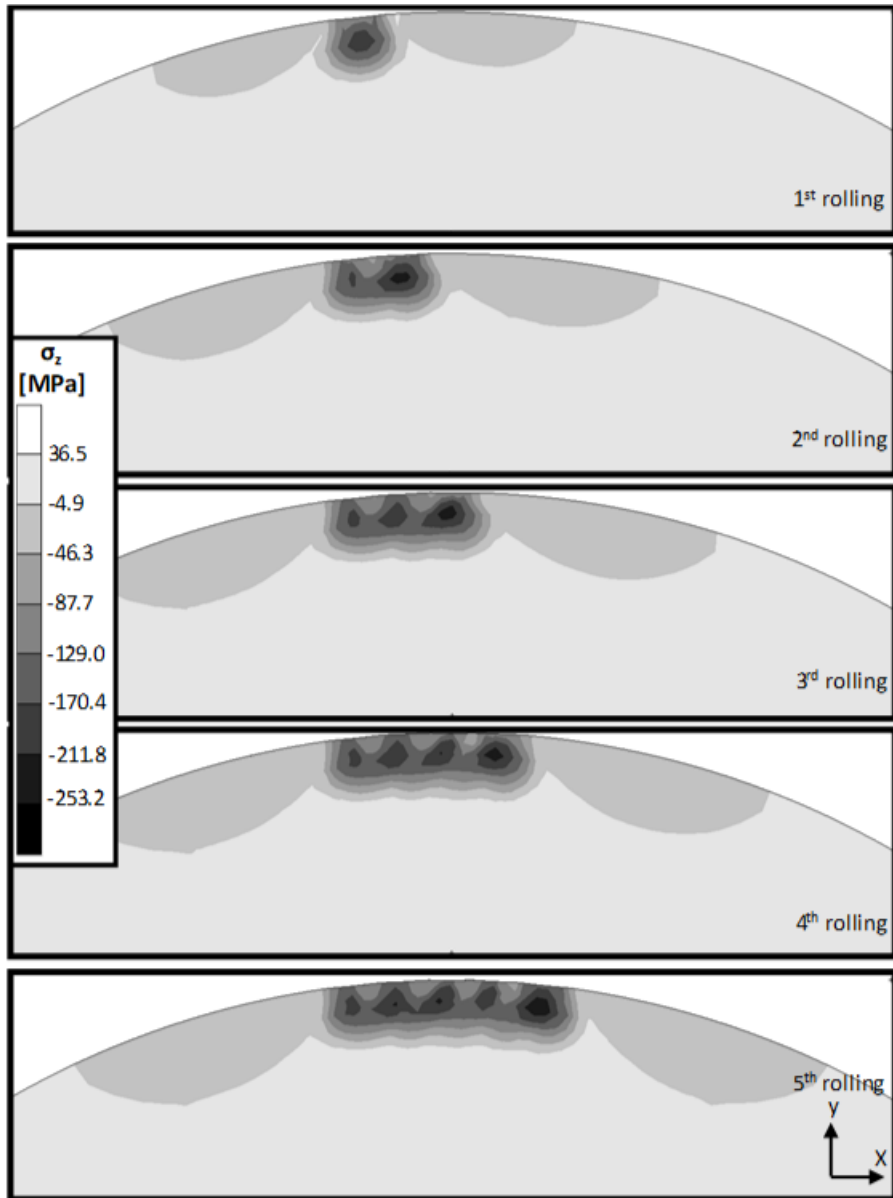 1st rolling
2nd rolling
σz
[MPa]
36.5
-4.9
-46.3
-87.7
-129.0
-170.4
-211.8
-253.2
3rd rolling
4th rolling
5th rolling
y
X